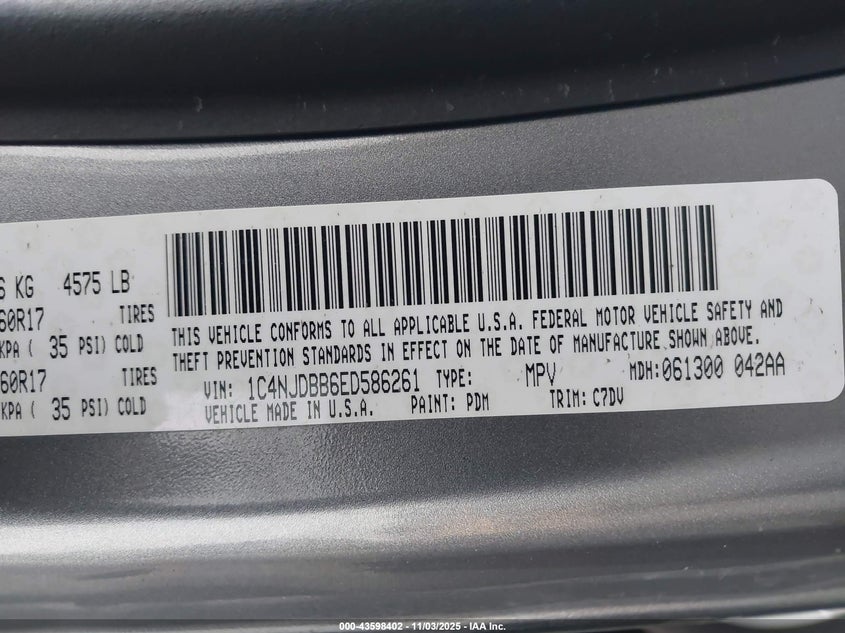 6 KG 4575 LB
60R17 TIRES
KPA ( 35 PSI) COLD
60R17 TIRES
KPA ( 35 PSI) COLD
THIS VEHICLE CONFORMS TO ALL APPLICABLE U.S.A. FEDERAL MOTOR VEHICLE SAFETY AND
THEFT PREVENTION STANDARDS IN EFFECT ON THE DATE OF MANUFACTURE SHOWN ABOVE.
VIN: 1C4NJDBB6ED586261 TYPE: MPV MDH:061300 042AA
VEHICLE MADE IN U.S.A. PAINT: PDM TRIM: C7DV
000-43598402 - 11/03/2025 - IAA Inc.